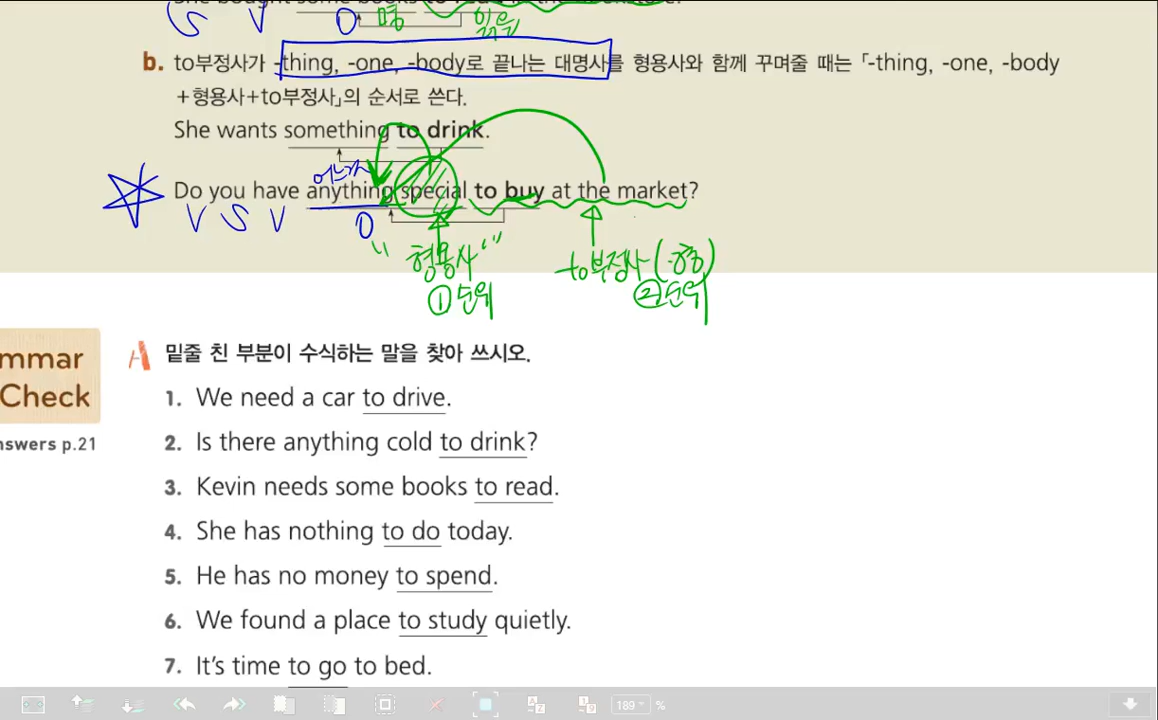 S V O 명
b. to부정사가 -thing, -one, -body로 끝나는 대명사를 형용사와 함께 꾸며줄 때는 「-thing, -one, -body
+형용사+to부정사」의 순서로 쓴다.
She wants something to drink.
Do you have anything special to buy at the market?
V S V O
"형용사"
to부정사(형용)
①순위
②순위
mmar
Check
nswers p.21
A 밑줄 친 부분이 수식하는 말을 찾아 쓰시오.
1. We need a car to drive.
2. Is there anything cold to drink?
3. Kevin needs some books to read.
4. She has nothing to do today.
5. He has no money to spend.
6. We found a place to study quietly.
7. It's time to go to bed.
189 %